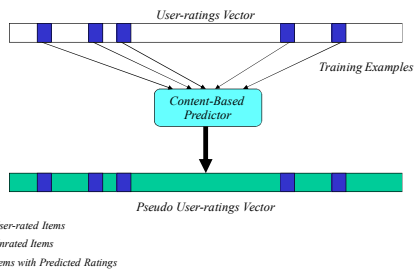 User-ratings Vector
Training Examples
Content-Based
Predictor
Pseudo User-ratings Vector
ser-rated Items
nrated Items
ems with Predicted Ratings